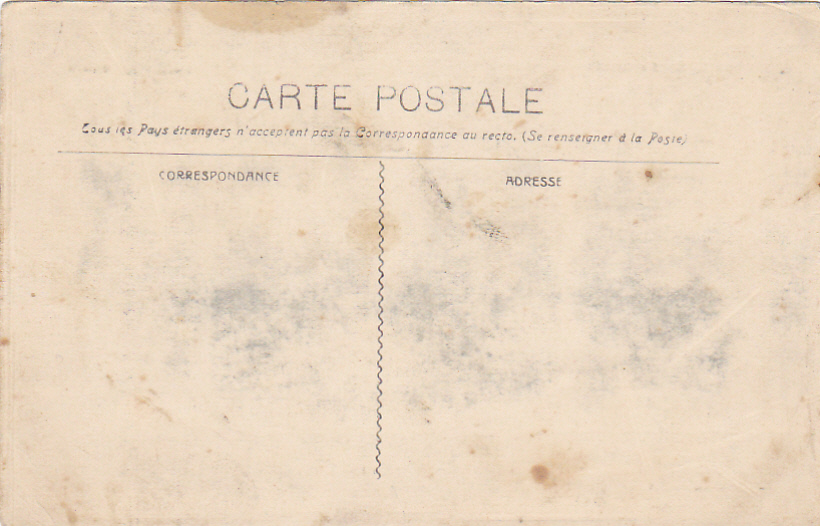 CARTE POSTALE
Tous les Pays étrangers n'acceptent pas la Correspondance au recto. (Se renseigner à la Poste)
CORRESPONDANCE
ADRESSE